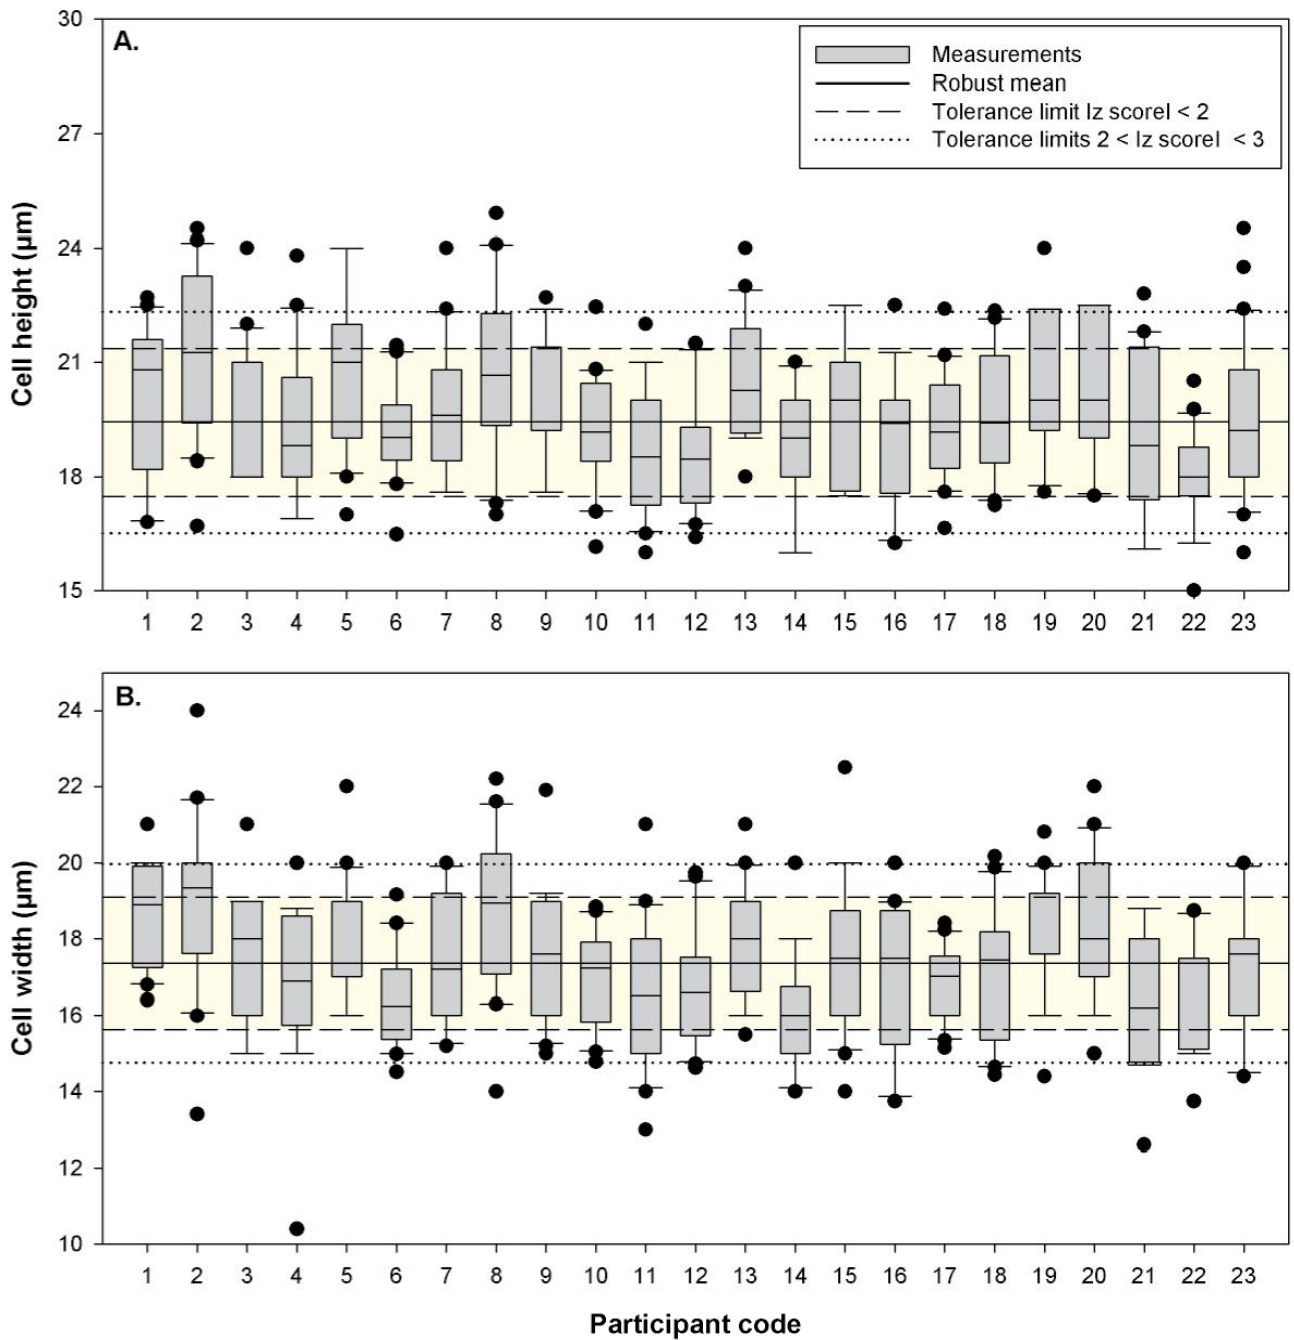 A.
Measurements
Robust mean
Tolerance limit Iz scoreI < 2
Tolerance limits 2 < Iz scoreI < 3
Cell height (µm)
30
27
24
21
18
15
1 2 3 4 5 6 7 8 9 10 11 12 13 14 15 16 17 18 19 20 21 22 23
B.
Cell width (µm)
24
22
20
18
16
14
12
10
1 2 3 4 5 6 7 8 9 10 11 12 13 14 15 16 17 18 19 20 21 22 23
Participant code